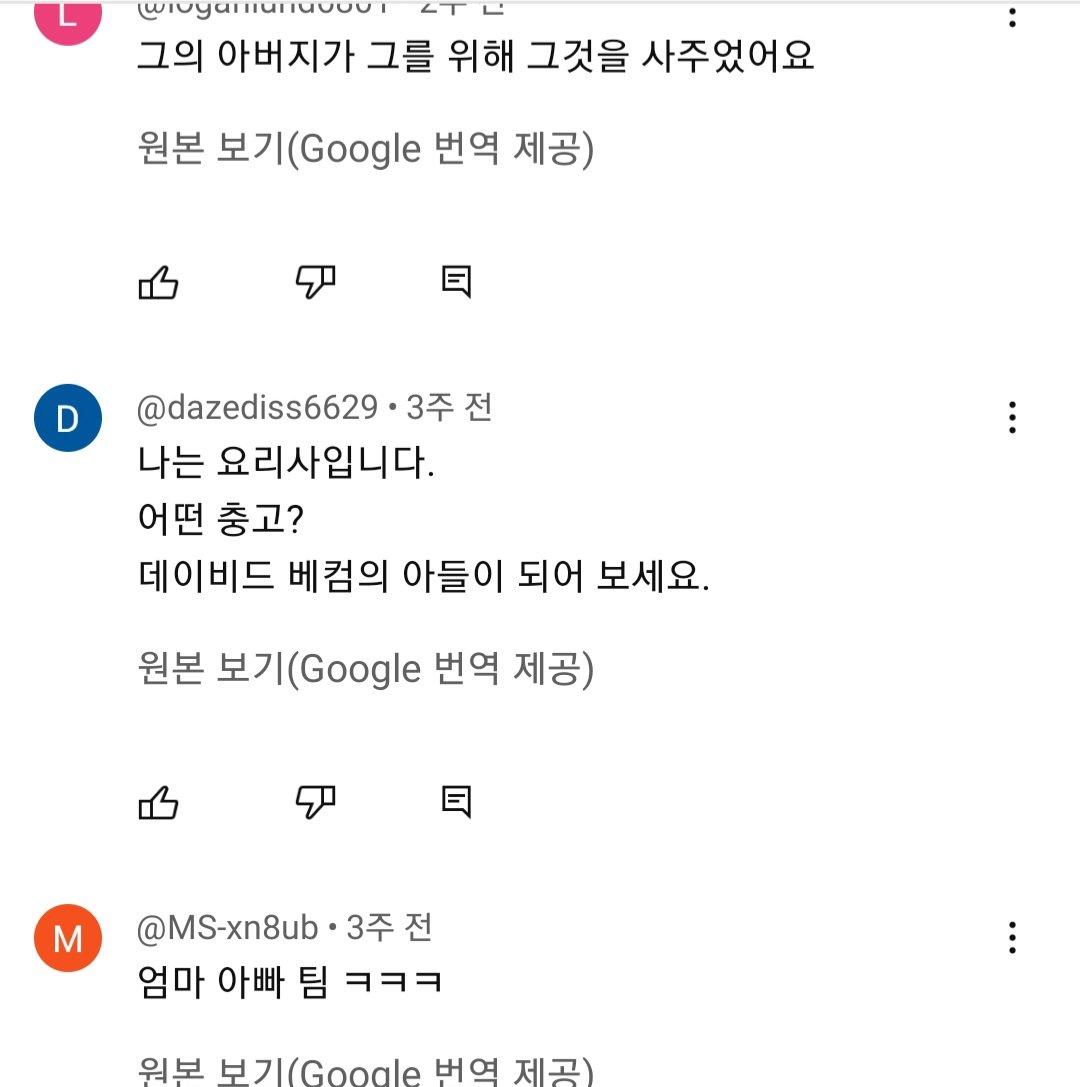 L
그의 아버지가 그를 위해 그것을 사주었어요
원본 보기(Google 번역 제공)
D
@dazediss6629 • 3주 전
나는 요리사입니다.
어떤 충고?
데이비드 베컴의 아들이 되어 보세요.
원본 보기(Google 번역 제공)
M
@MS-xn8ub • 3주 전
엄마 아빠 팀 ㅋㅋㅋ
원본 보기(Google 번역 제공)